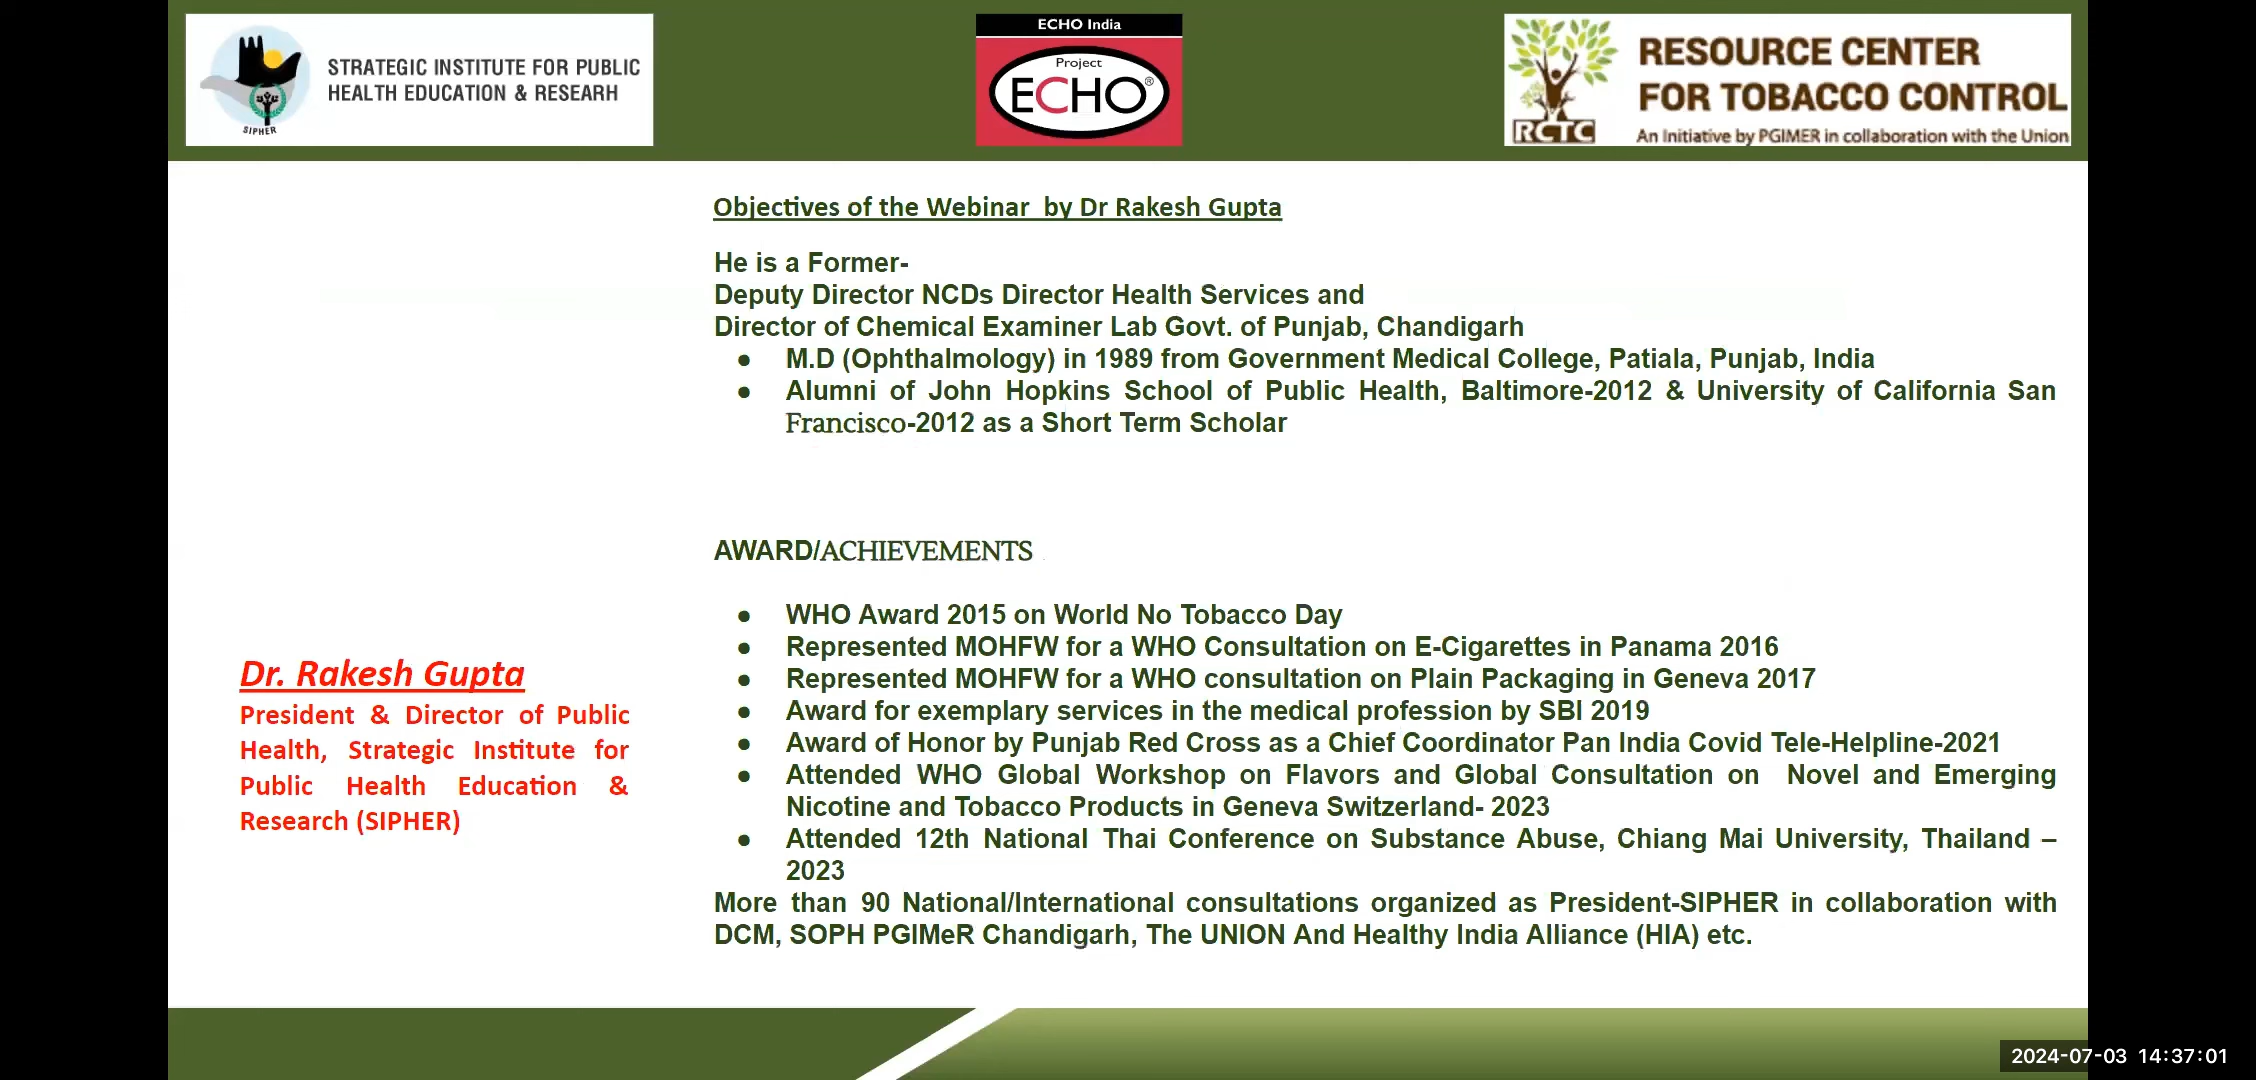 STRATEGIC INSTITUTE FOR PUBLIC
HEALTH EDUCATION & RESEARH
SIPHER
ECHO India
Project
ECHO®
RCTC
RESOURCE CENTER
FOR TOBACCO CONTROL
An Initiative by PGIMER in collaboration with the Union
Objectives of the Webinar by Dr Rakesh Gupta
He is a Former-
Deputy Director NCDs Director Health Services and
Director of Chemical Examiner Lab Govt. of Punjab, Chandigarh
● M.D (Ophthalmology) in 1989 from Government Medical College, Patiala, Punjab, India
● Alumni of John Hopkins School of Public Health, Baltimore-2012 & University of California San
Francisco-2012 as a Short Term Scholar
AWARD/ACHIEVEMENTS
● WHO Award 2015 on World No Tobacco Day
● Represented MOHFW for a WHO Consultation on E-Cigarettes in Panama 2016
● Represented MOHFW for a WHO consultation on Plain Packaging in Geneva 2017
● Award for exemplary services in the medical profession by SBI 2019
● Award of Honor by Punjab Red Cross as a Chief Coordinator Pan India Covid Tele-Helpline-2021
● Attended WHO Global Workshop on Flavors and Global Consultation on Novel and Emerging
Nicotine and Tobacco Products in Geneva Switzerland- 2023
● Attended 12th National Thai Conference on Substance Abuse, Chiang Mai University, Thailand –
2023
More than 90 National/International consultations organized as President-SIPHER in collaboration with
DCM, SOPH PGIMeR Chandigarh, The UNION And Healthy India Alliance (HIA) etc.
Dr. Rakesh Gupta
President & Director of Public
Health, Strategic Institute for
Public Health Education &
Research (SIPHER)
2024-07-03 14:37:01